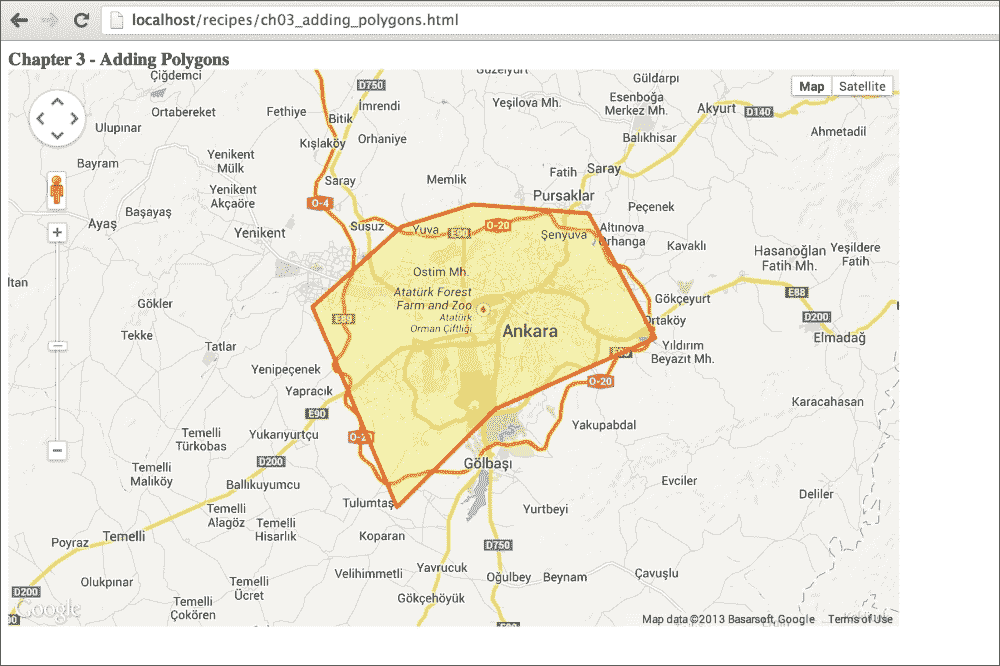 localhost/recipes/ch03_adding_polygons.html
Chapter 3 - Adding Polygons
Çiğdemci
D750
Güzelyurt
Güldarpı
Map
Satellite
Ortabereket
Fethiye
İmrendi
Bitik
Yeşilova Mh.
Esenboğa
Merkez Mh.
Akyurt
D140
Ulupınar
Orhaniye
Kışlaköy
Balıkhisar
Ahmetadil
Bayram
Yenikent
Mülk
Saray
Memlik
Fatih
Saray
Yenikent
Akçaören
O-4
Pursaklar
Peçenek
Ayaş
Başayaş
Yenikent
Susuz
Yuva
O-20
Şenyuva
Altınova
Orhanga
Kavaklı
Hasanoğlan
Fatih Mh.
Yeşildere
Fatih
ltan
Ostim Mh.
Gökler
Atatürk Forest
Farm and Zoo
Atatürk
Orman Çiftliği
E89
Ankara
Gökçeyurt
E88
D200
Ortaköy
Tekke
Tatlar
Yıldırım
Beyazıt Mh.
Elmadağ
Yenipeçenek
Yapracık
O-20
E90
Karacahasan
Temelli
Türkobas
Yukarıyurtçu
Yakupabdal
D200
Temelli
Maliköy
Ballıkuyumcu
Gölbaşı
Evciler
Temelli
Alagöz
Tulumtaş
Temelli
Hisarlık
Yurtbeyi
Deliler
Poyraz
Temelli
Koparan
D750
Olukpınar
Temelli
Ücret
Velihimmetli
Yavrucuk
Oğulbey
Beynam
Çavuşlu
D200
Google
Temelli
Çokören
Gökçehöyük
Map data ©2013 Basarsoft, Google
Terms of Use